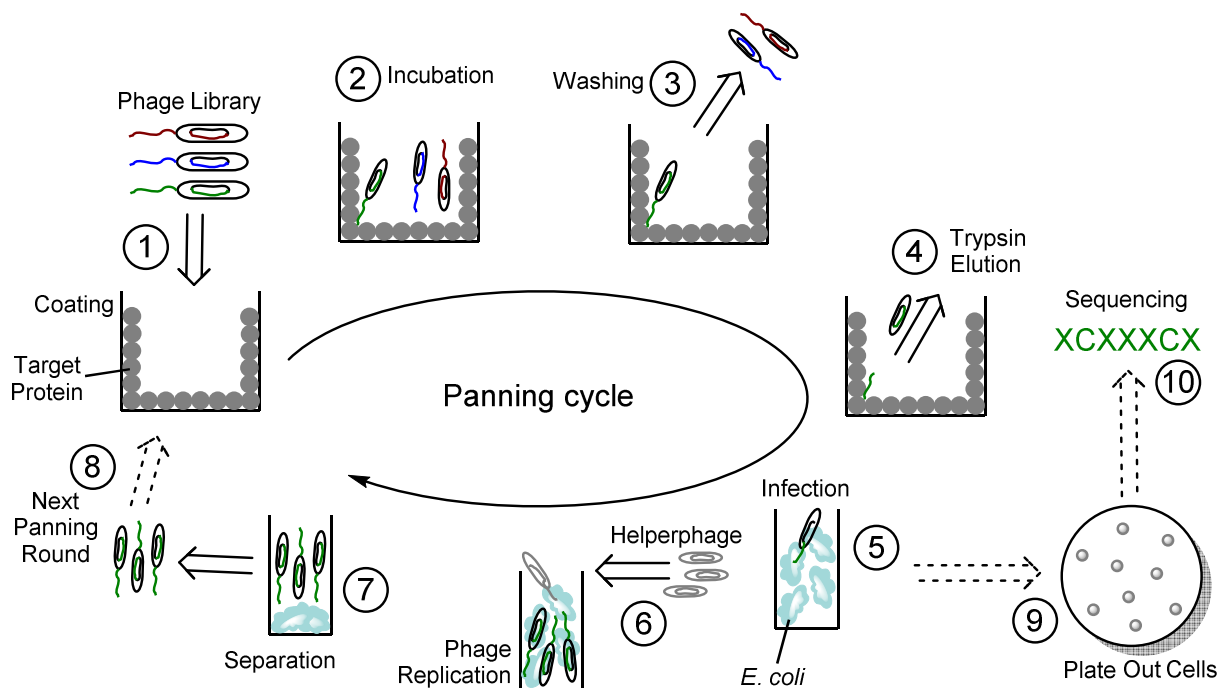 Phage Library
1
Coating
Target
Protein
2
Incubation
Washing
3
4
Trypsin
Elution
Panning cycle
Infection
5
E. coli
Helperphage
6
Phage
Replication
7
Separation
8
Next
Panning
Round
9
Plate Out Cells
Sequencing
XCXXXCX
10